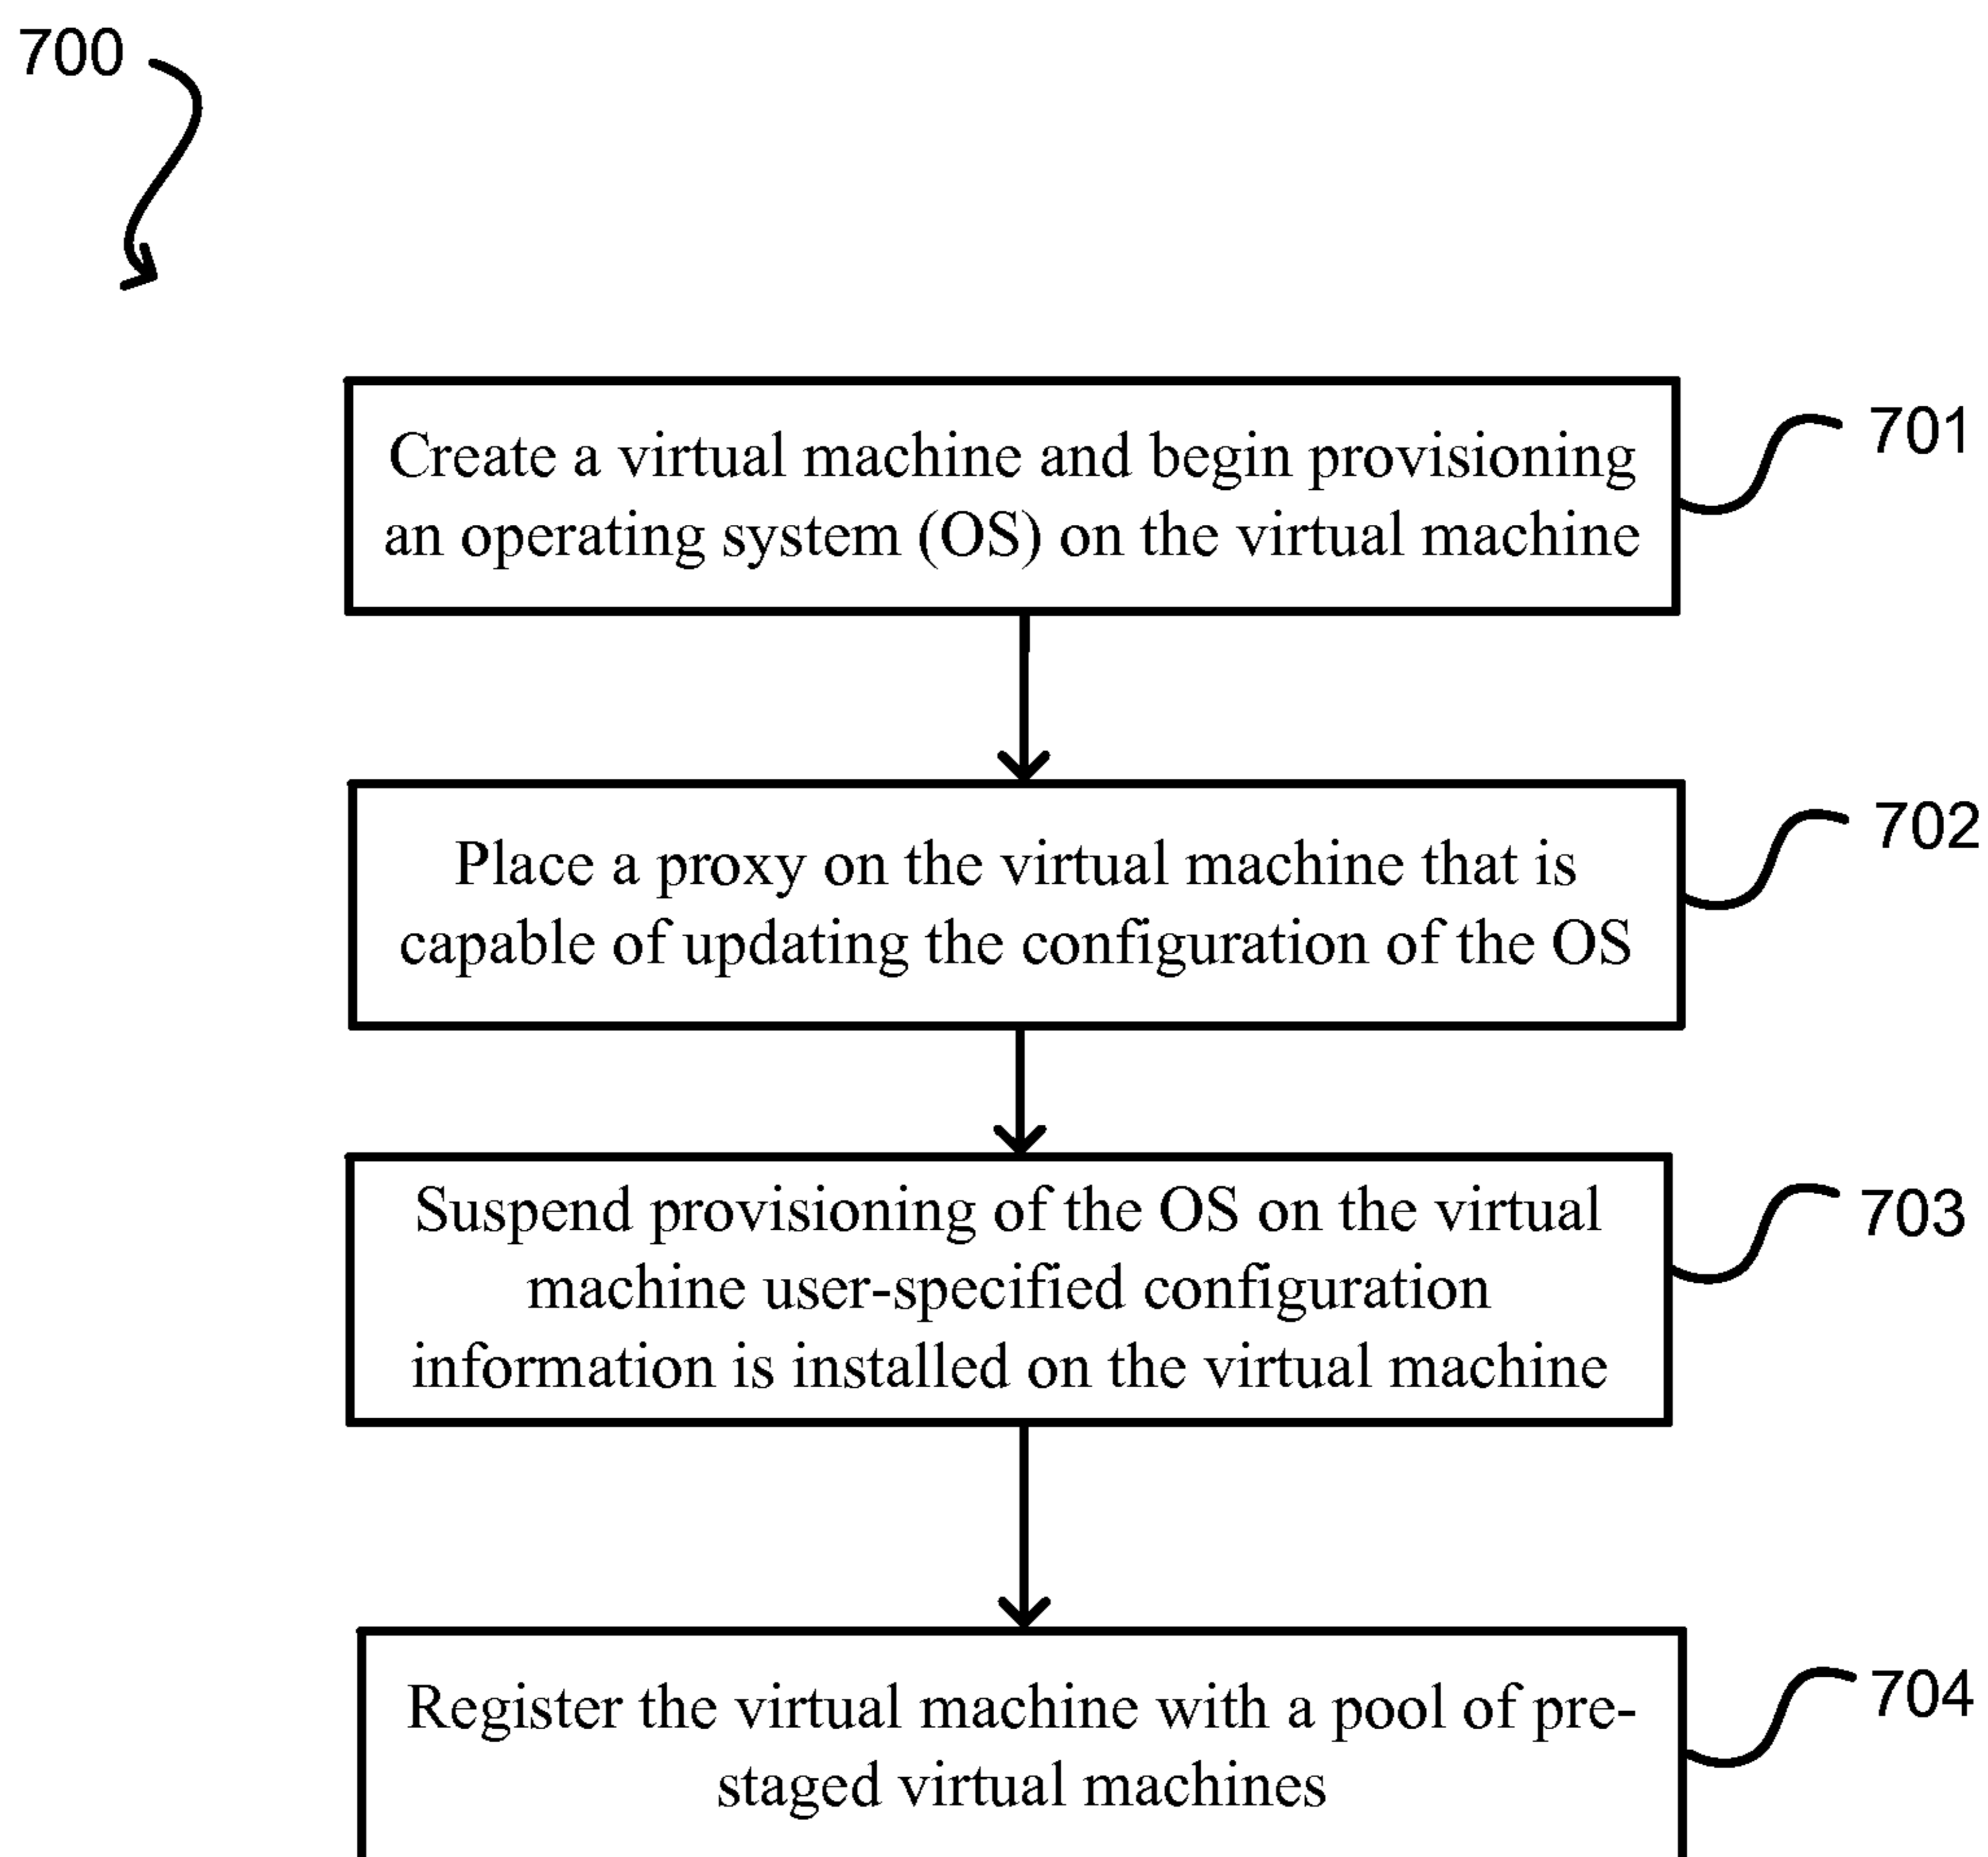 700
Create a virtual machine and begin provisioning
an operating system (OS) on the virtual machine
701
Place a proxy on the virtual machine that is
capable of updating the configuration of the OS
702
Suspend provisioning of the OS on the virtual
machine user-specified configuration
information is installed on the virtual machine
703
Register the virtual machine with a pool of pre-
staged virtual machines
704